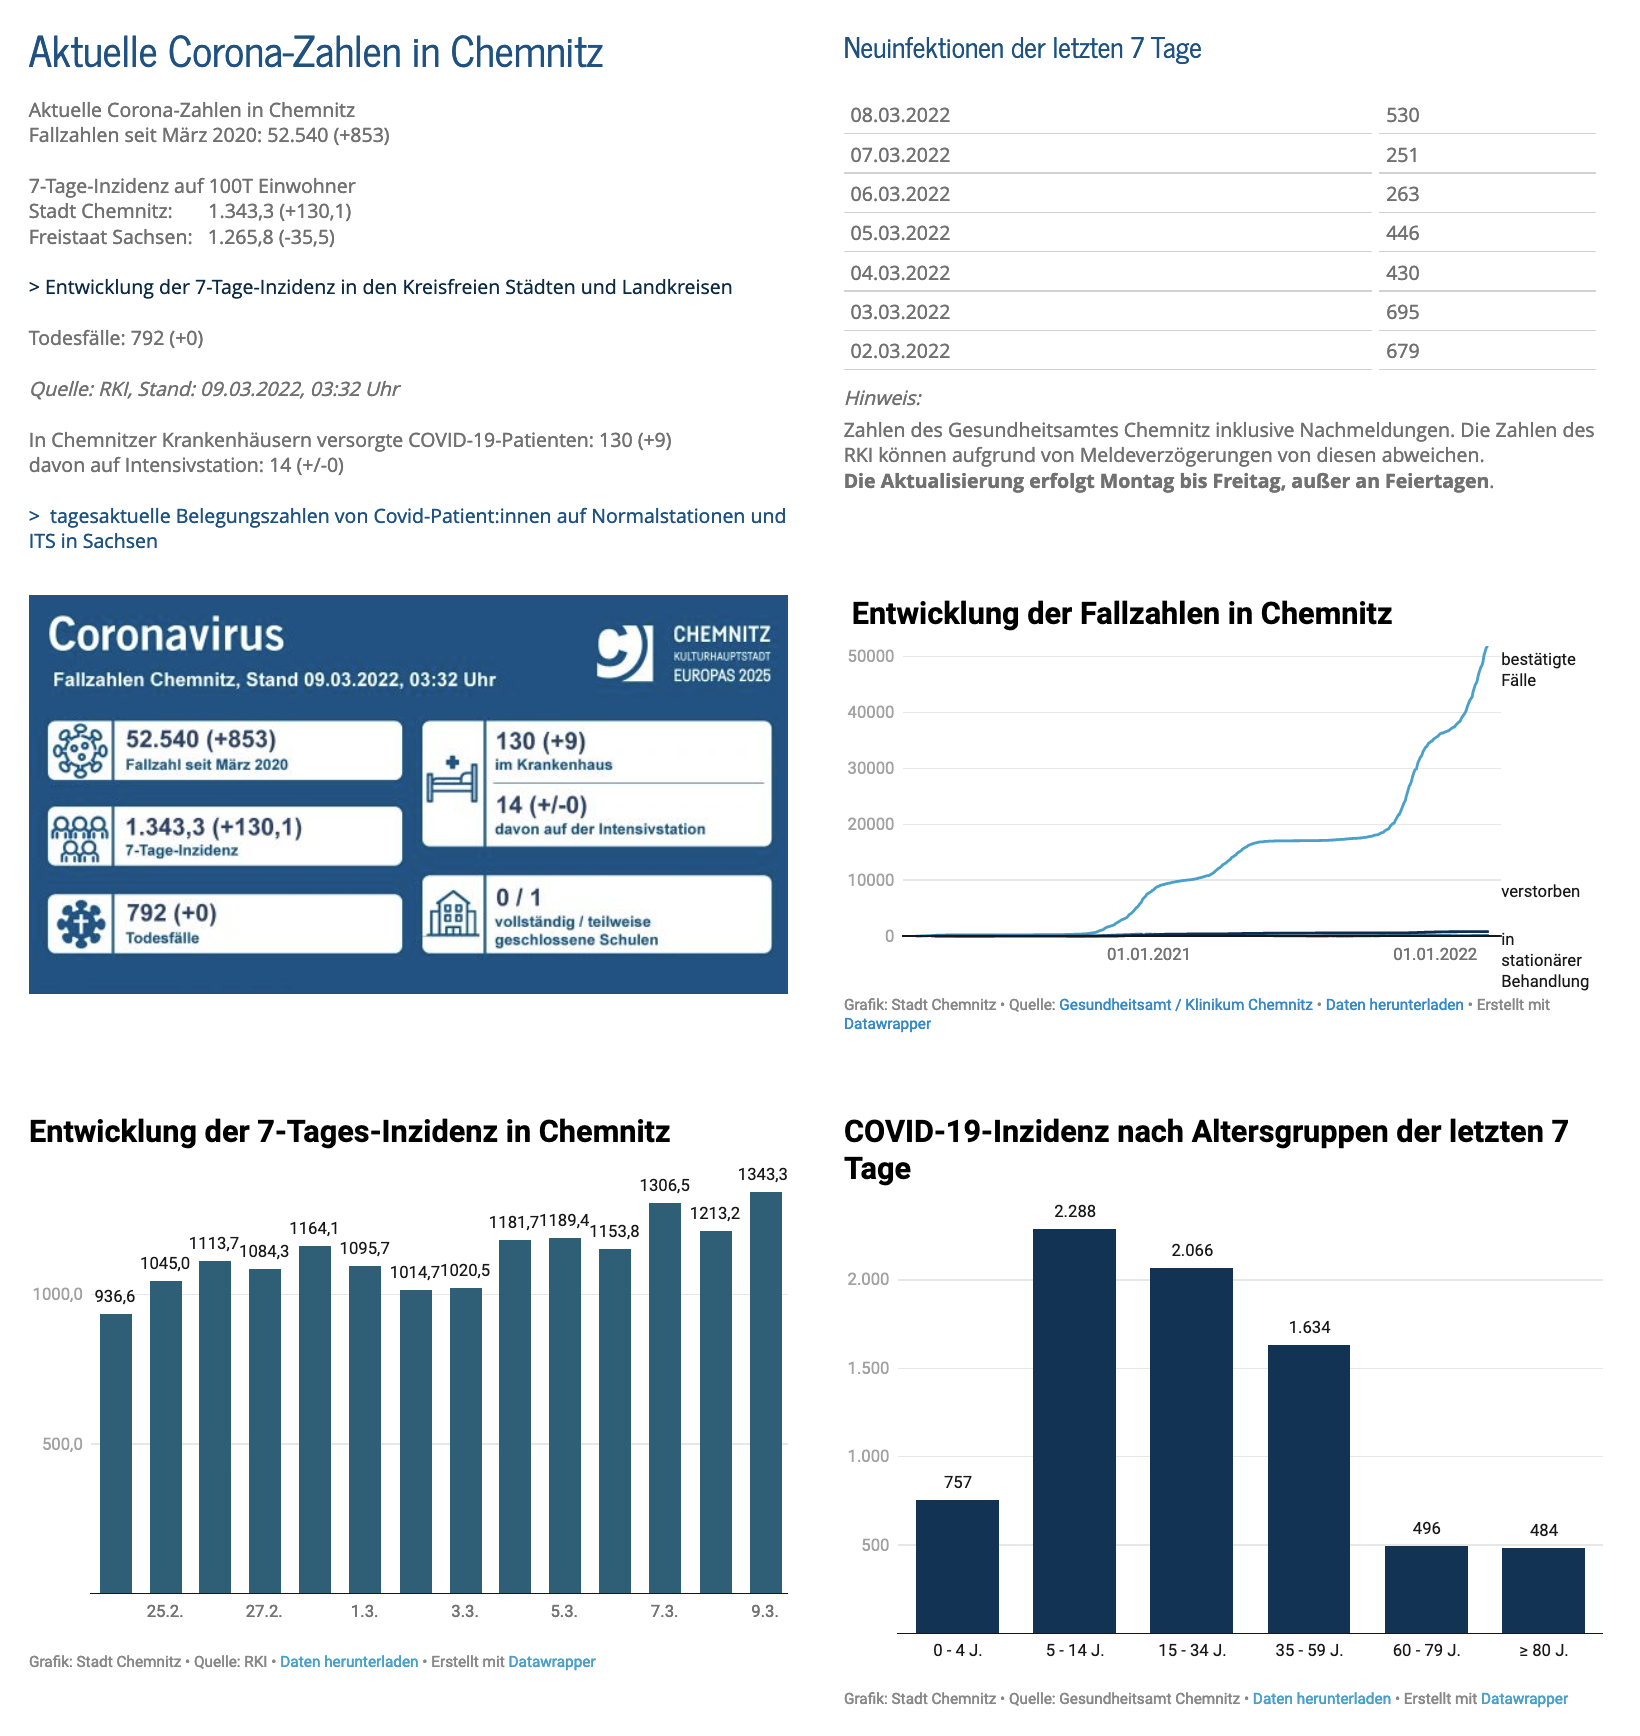 Aktuelle Corona-Zahlen in Chemnitz
Aktuelle Corona-Zahlen in Chemnitz
Fallzahlen seit März 2020: 52.540 (+853)
7-Tage-Inzidenz auf 100T Einwohner
Stadt Chemnitz: 1.343,3 (+130,1)
Freistaat Sachsen: 1.265,8 (-35,5)
> Entwicklung der 7-Tage-Inzidenz in den Kreisfreien Städten und Landkreisen
Todesfälle: 792 (+0)
Quelle: RKI, Stand: 09.03.2022, 03:32 Uhr
In Chemnitzer Krankenhäusern versorgte COVID-19-Patienten: 130 (+9)
davon auf Intensivstation: 14 (+/-0)
> tagesaktuelle Belegungszahlen von Covid-Patient:innen auf Normalstationen und
ITS in Sachsen
Neuinfektionen der letzten 7 Tage
08.03.2022 530
07.03.2022 251
06.03.2022 263
05.03.2022 446
04.03.2022 430
03.03.2022 695
02.03.2022 679
Hinweis:
Zahlen des Gesundheitsamtes Chemnitz inklusive Nachmeldungen. Die Zahlen des
RKI können aufgrund von Meldeverzögerungen von diesen abweichen.
Die Aktualisierung erfolgt Montag bis Freitag, außer an Feiertagen.
Coronavirus
Fallzahlen Chemnitz, Stand 09.03.2022, 03:32 Uhr
CHEMNITZ
KULTURHAUPTSTADT
EUROPAS 2025
52.540 (+853)
Fallzahl seit März 2020
1.343,3 (+130,1)
7-Tage-Inzidenz
792 (+0)
Todesfälle
130 (+9)
im Krankenhaus
14 (+/-0)
davon auf der Intensivstation
0 / 1
vollständig / teilweise
geschlossene Schulen
Entwicklung der Fallzahlen in Chemnitz
50000
40000
30000
20000
10000
0
01.01.2021 01.01.2022
bestätigte
Fälle
verstorben
in
stationärer
Behandlung
Grafik: Stadt Chemnitz • Quelle: Gesundheitsamt / Klinikum Chemnitz • Daten herunterladen • Erstellt mit
Datawrapper
Entwicklung der 7-Tages-Inzidenz in Chemnitz
1000,0
500,0
936,6 1045,0 1113,7 1084,3 1164,1 1095,7 1014,7 1020,5 1181,7 1189,4 1153,8 1306,5 1213,2 1343,3
25.2. 27.2. 1.3. 3.3. 5.3. 7.3. 9.3.
Grafik: Stadt Chemnitz • Quelle: RKI • Daten herunterladen • Erstellt mit Datawrapper
COVID-19-Inzidenz nach Altersgruppen der letzten 7
Tage
2.000
1.500
1.000
500
757 2.288 2.066 1.634 496 484
0 - 4 J. 5 - 14 J. 15 - 34 J. 35 - 59 J. 60 - 79 J. ≥ 80 J.
Grafik: Stadt Chemnitz • Quelle: Gesundheitsamt Chemnitz • Daten herunterladen • Erstellt mit Datawrapper